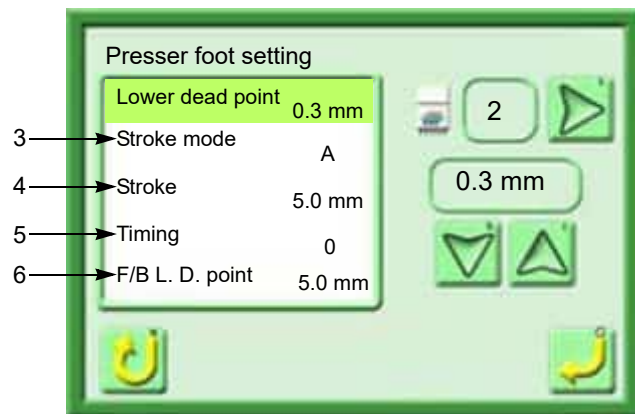 Presser foot setting
Lower dead point 0.3 mm
3 Stroke mode A
4 Stroke 5.0 mm
5 Timing 0
6 F/B L. D. point 5.0 mm
2
0.3 mm